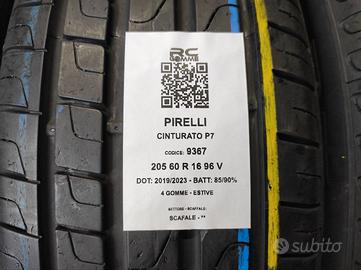 RC
GOMME
PIRELLI
CINTURATO P7
CODICE: 9367
205 60 R 16 96 V
DOT: 2019/2023 - BATT: 85/90%
4 GOMME - ESTIVE
SETTORE - SCAFFALE:
SCAFALE - **
subito